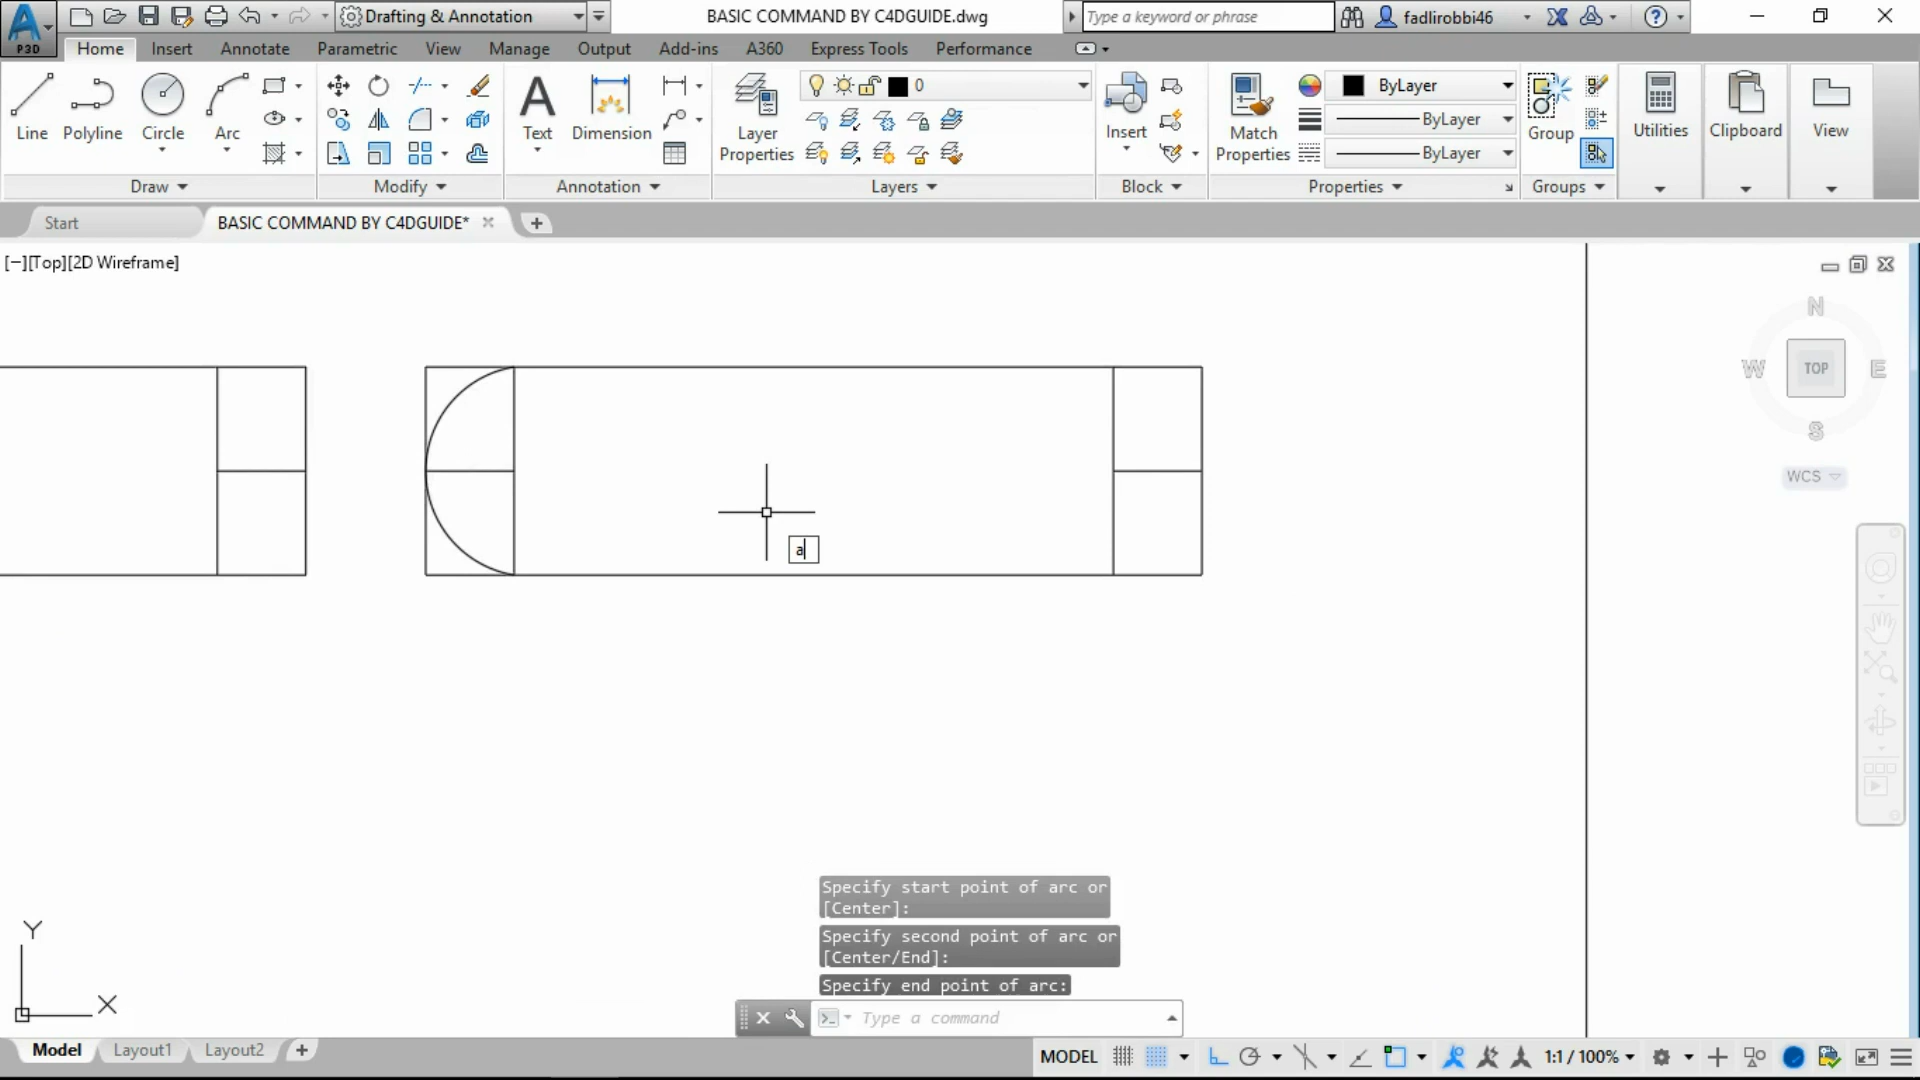 P3D
Drafting & Annotation
BASIC COMMAND BY C4DGUIDE.dwg
Type a keyword or phrase
fadlirobbi46
Home
Insert
Annotate
Parametric
View
Manage
Output
Add-ins
A360
Express Tools
Performance
0
ByLayer
Line
Polyline
Circle
Arc
Text
Dimension
Layer
Properties
Insert
Match
Properties
ByLayer
ByLayer
Group
Utilities
Clipboard
View
Draw
Modify
Annotation
Layers
Block
Properties
Groups
Start
BASIC COMMAND BY C4DGUIDE*
[−][Top][2D Wireframe]
N
W
TOP
E
S
WCS
a
Specify start point of arc or
[Center]:
Specify second point of arc or
[Center/End]:
Specify end point of arc:
Type a command
Y
X
Model
Layout1
Layout2
MODEL
1:1 / 100%